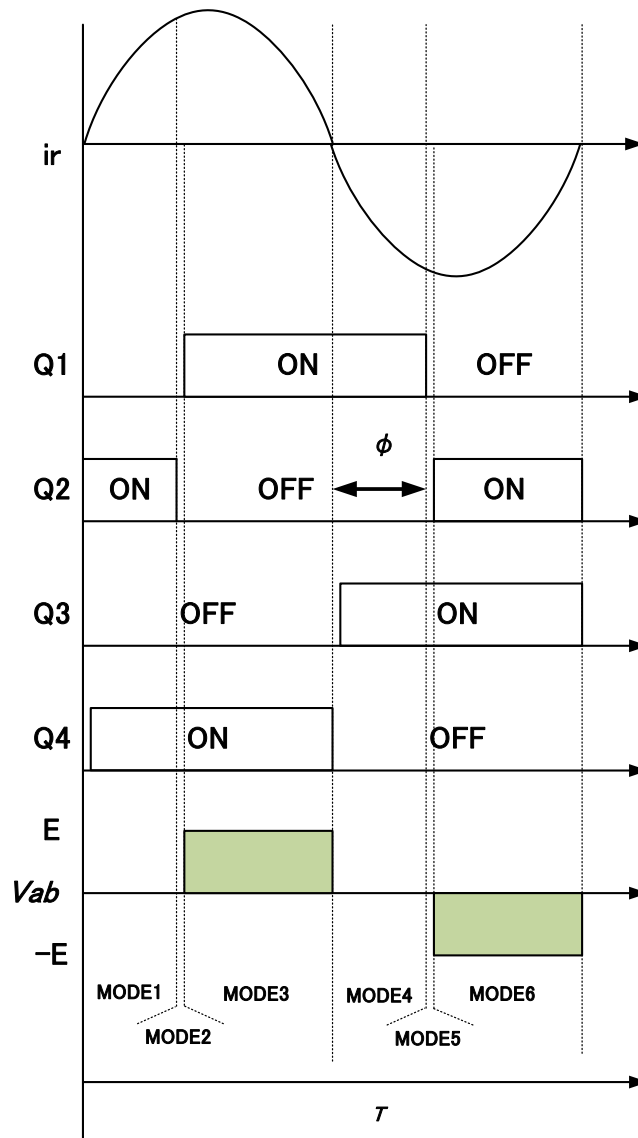 ir
Q1
ON
OFF
φ
Q2
ON
OFF
ON
Q3
OFF
ON
Q4
ON
OFF
E
Vab
-E
MODE1
MODE3
MODE4
MODE6
MODE2
MODE5
T